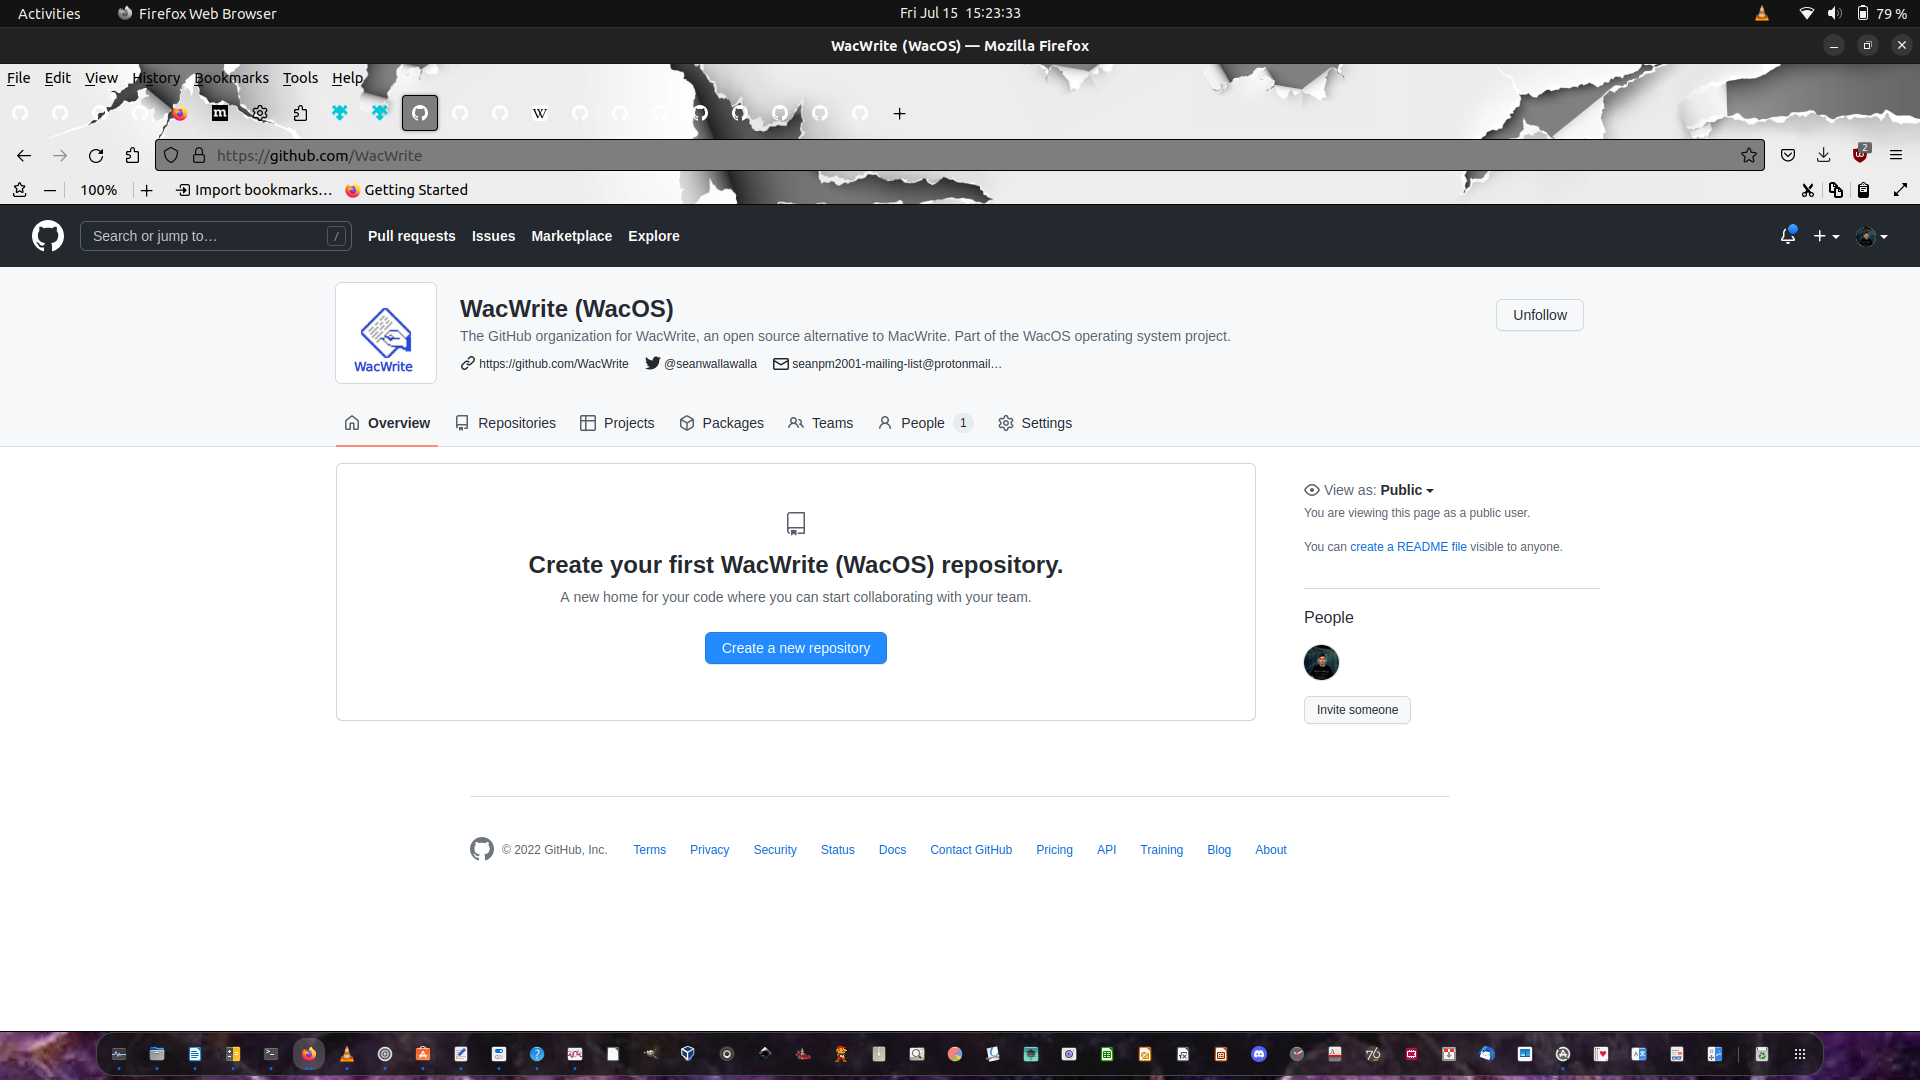 Activities Firefox Web Browser Fri Jul 15 15:23:33 79 %
WacWrite (WacOS) — Mozilla Firefox
File Edit View History Bookmarks Tools Help
m W
https://github.com/WacWrite 2
100% Import bookmarks… Getting Started
Search or jump to… / Pull requests Issues Marketplace Explore
WacWrite
WacWrite (WacOS)
Unfollow
The GitHub organization for WacWrite, an open source alternative to MacWrite. Part of the WacOS operating system project.
https://github.com/WacWrite @seanwallawalla seanpm2001-mailing-list@protonmail…
Overview Repositories Projects Packages Teams People 1 Settings
Create your first WacWrite (WacOS) repository.
A new home for your code where you can start collaborating with your team.
Create a new repository
View as: Public
You are viewing this page as a public user.
You can create a README file visible to anyone.
People
Invite someone
© 2022 GitHub, Inc. Terms Privacy Security Status Docs Contact GitHub Pricing API Training Blog About